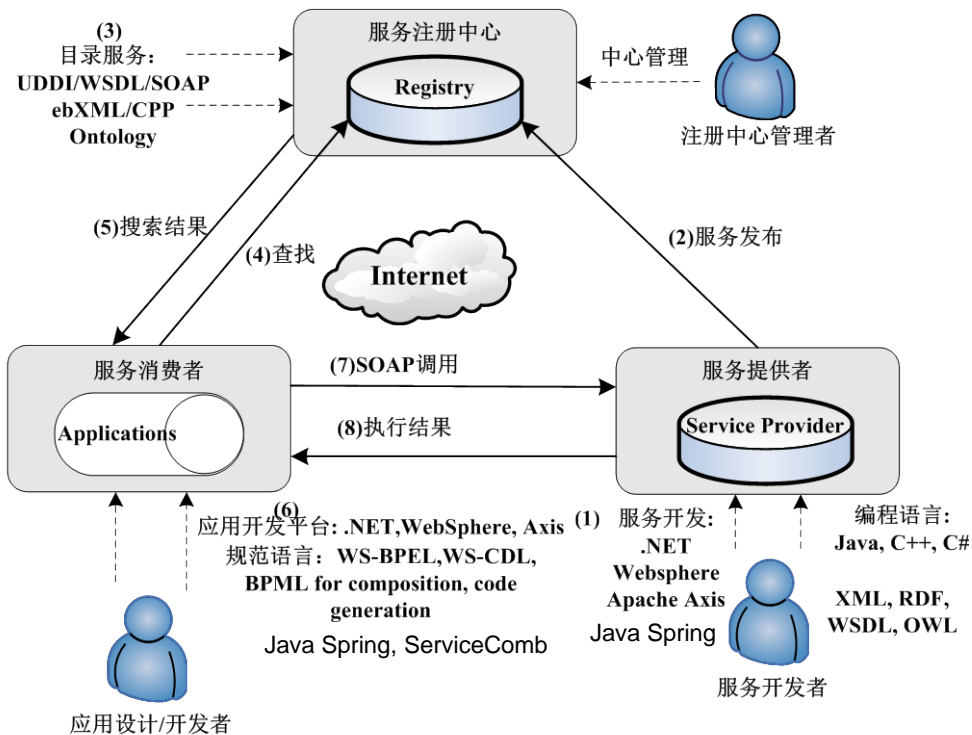 (3)
目录服务：
UDDI/WSDL/SOAP
ebXML/CPP
Ontology
服务注册中心
Registry
中心管理
注册中心管理者
(5)搜索结果
(4)查找
Internet
(2)服务发布
服务消费者
Applications
(7)SOAP调用
(8)执行结果
服务提供者
Service Provider
(6)
应用开发平台: .NET,WebSphere, Axis
规范语言：WS-BPEL,WS-CDL,
BPML for composition, code
generation
Java Spring, ServiceComb
应用设计/开发者
(1)
服务开发:
.NET
Websphere
Apache Axis
Java Spring
编程语言:
Java, C++, C#
XML, RDF,
WSDL, OWL
服务开发者